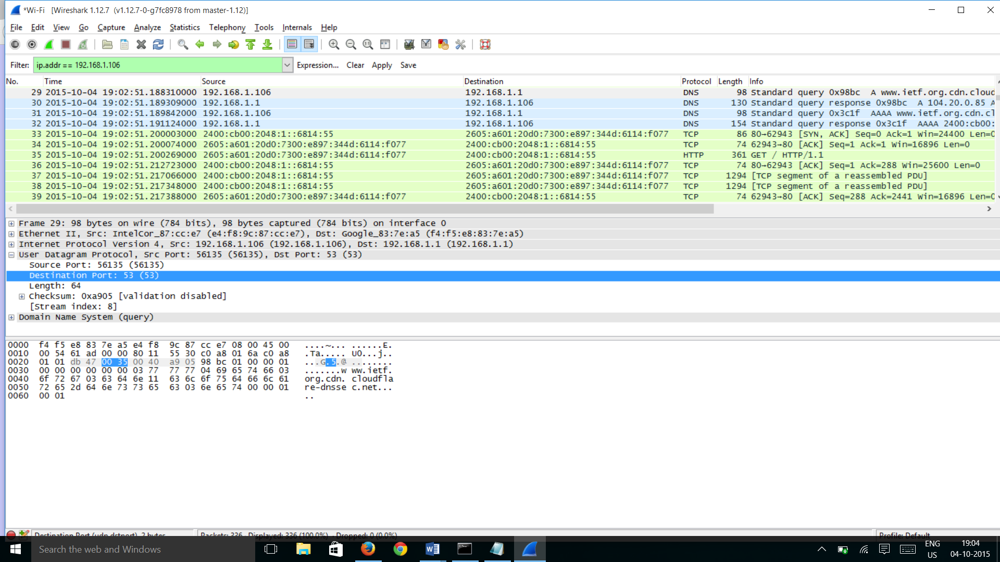 *Wi-Fi [Wireshark 1.12.7 (v1.12.7-0-g7fc8978 from master-1.12)]
File Edit View Go Capture Analyze Statistics Telephony Tools Internals Help
Filter: ip.addr == 192.168.1.106 Expression... Clear Apply Save
No. Time Source Destination Protocol Length Info
29 2015-10-04 19:02:51.188310000 192.168.1.106 192.168.1.1 DNS 98 Standard query 0x98bc A www.ietf.org.cdn.cloud
30 2015-10-04 19:02:51.189309000 192.168.1.1 192.168.1.106 DNS 130 Standard query response 0x98bc A 104.20.0.85 A
31 2015-10-04 19:02:51.189842000 192.168.1.106 192.168.1.1 DNS 98 Standard query 0x3c1f AAAA www.ietf.org.cdn.cl
32 2015-10-04 19:02:51.191124000 192.168.1.1 192.168.1.106 DNS 154 Standard query response 0x3c1f AAAA 2400:cb00:
33 2015-10-04 19:02:51.200003000 2400:cb00:2048:1::6814:55 2605:a601:20d0:7300:e897:344d:6114:f077 TCP 86 80→62943 [SYN, ACK] Seq=0 Ack=1 Win=24400 Len=0
34 2015-10-04 19:02:51.200074000 2605:a601:20d0:7300:e897:344d:6114:f077 2400:cb00:2048:1::6814:55 TCP 74 62943→80 [ACK] Seq=1 Ack=1 Win=16896 Len=0
35 2015-10-04 19:02:51.200269000 2605:a601:20d0:7300:e897:344d:6114:f077 2400:cb00:2048:1::6814:55 HTTP 361 GET / HTTP/1.1
36 2015-10-04 19:02:51.212723000 2400:cb00:2048:1::6814:55 2605:a601:20d0:7300:e897:344d:6114:f077 TCP 74 80→62943 [ACK] Seq=1 Ack=288 Win=25600 Len=0
37 2015-10-04 19:02:51.217066000 2400:cb00:2048:1::6814:55 2605:a601:20d0:7300:e897:344d:6114:f077 TCP 1294 [TCP segment of a reassembled PDU]
38 2015-10-04 19:02:51.217348000 2400:cb00:2048:1::6814:55 2605:a601:20d0:7300:e897:344d:6114:f077 TCP 1294 [TCP segment of a reassembled PDU]
39 2015-10-04 19:02:51.217388000 2605:a601:20d0:7300:e897:344d:6114:f077 2400:cb00:2048:1::6814:55 TCP 74 62943→80 [ACK] Seq=288 Ack=2441 Win=16896 Len=0
Frame 29: 98 bytes on wire (784 bits), 98 bytes captured (784 bits) on interface 0
Ethernet II, Src: IntelCor_87:cc:e7 (e4:f8:9c:87:cc:e7), Dst: Google_83:7e:a5 (f4:f5:e8:83:7e:a5)
Internet Protocol Version 4, Src: 192.168.1.106 (192.168.1.106), Dst: 192.168.1.1 (192.168.1.1)
User Datagram Protocol, Src Port: 56135 (56135), Dst Port: 53 (53)
Source Port: 56135 (56135)
Destination Port: 53 (53)
Length: 64
Checksum: 0xa905 [validation disabled]
[Stream index: 8]
Domain Name System (query)
0000 f4 f5 e8 83 7e a5 e4 f8 9c 87 cc e7 08 00 45 00 ....~... ......E.
0010 00 54 61 ad 00 00 80 11 55 30 c0 a8 01 6a c0 a8 .Ta..... U0...j..
0020 01 01 db 47 00 35 00 40 a9 05 98 bc 01 00 00 01 ...G.5.@ ........
0030 00 00 00 00 00 00 03 77 77 77 04 69 65 74 66 03 .......w ww.ietf.
0040 6f 72 67 03 63 64 6e 11 63 6c 6f 75 64 66 6c 61 org.cdn. cloudfla
0050 72 65 2d 64 6e 73 73 65 63 03 6e 65 74 00 00 01 re-dnsse c.net...
0060 00 01 ..
Destination Port (udp.dstport), 2 bytes Packets: 336 · Displayed: 336 (100.0%) · Dropped: 0 (0.0%) Profile: Default
Search the web and Windows
ENG
US
19:04
04-10-2015